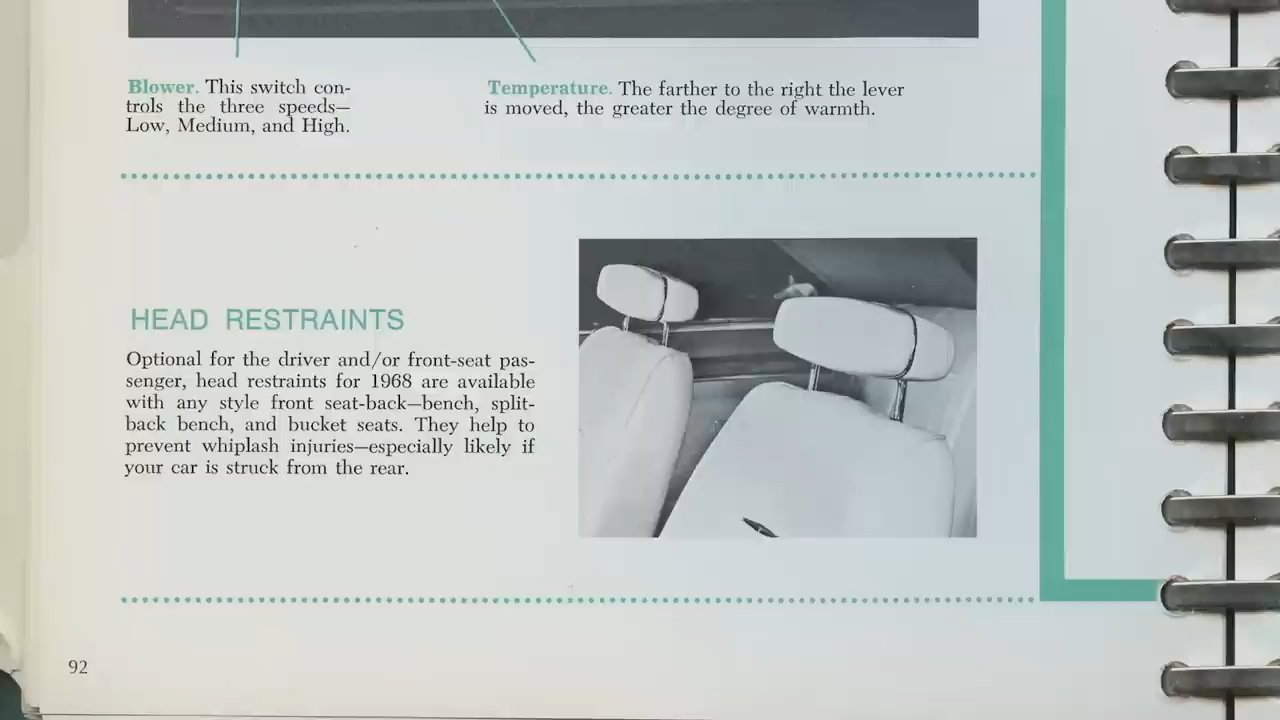 Blower. This switch con-
trols the three speeds—
Low, Medium, and High.
Temperature. The farther to the right the lever
is moved, the greater the degree of warmth.
HEAD RESTRAINTS
Optional for the driver and/or front-seat pas-
senger, head restraints for 1968 are available
with any style front seat-back—bench, split-
back bench, and bucket seats. They help to
prevent whiplash injuries—especially likely if
your car is struck from the rear.
92